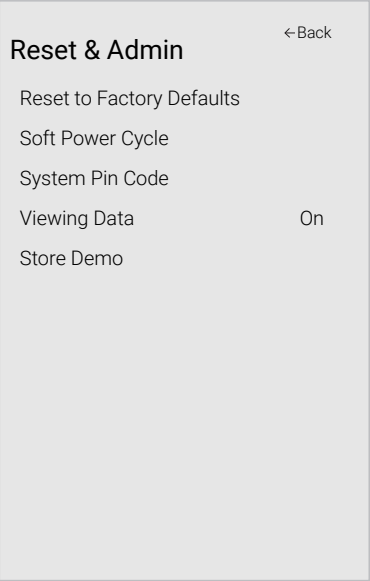 ←Back
Reset & Admin
Reset to Factory Defaults
Soft Power Cycle
System Pin Code
Viewing Data On
Store Demo